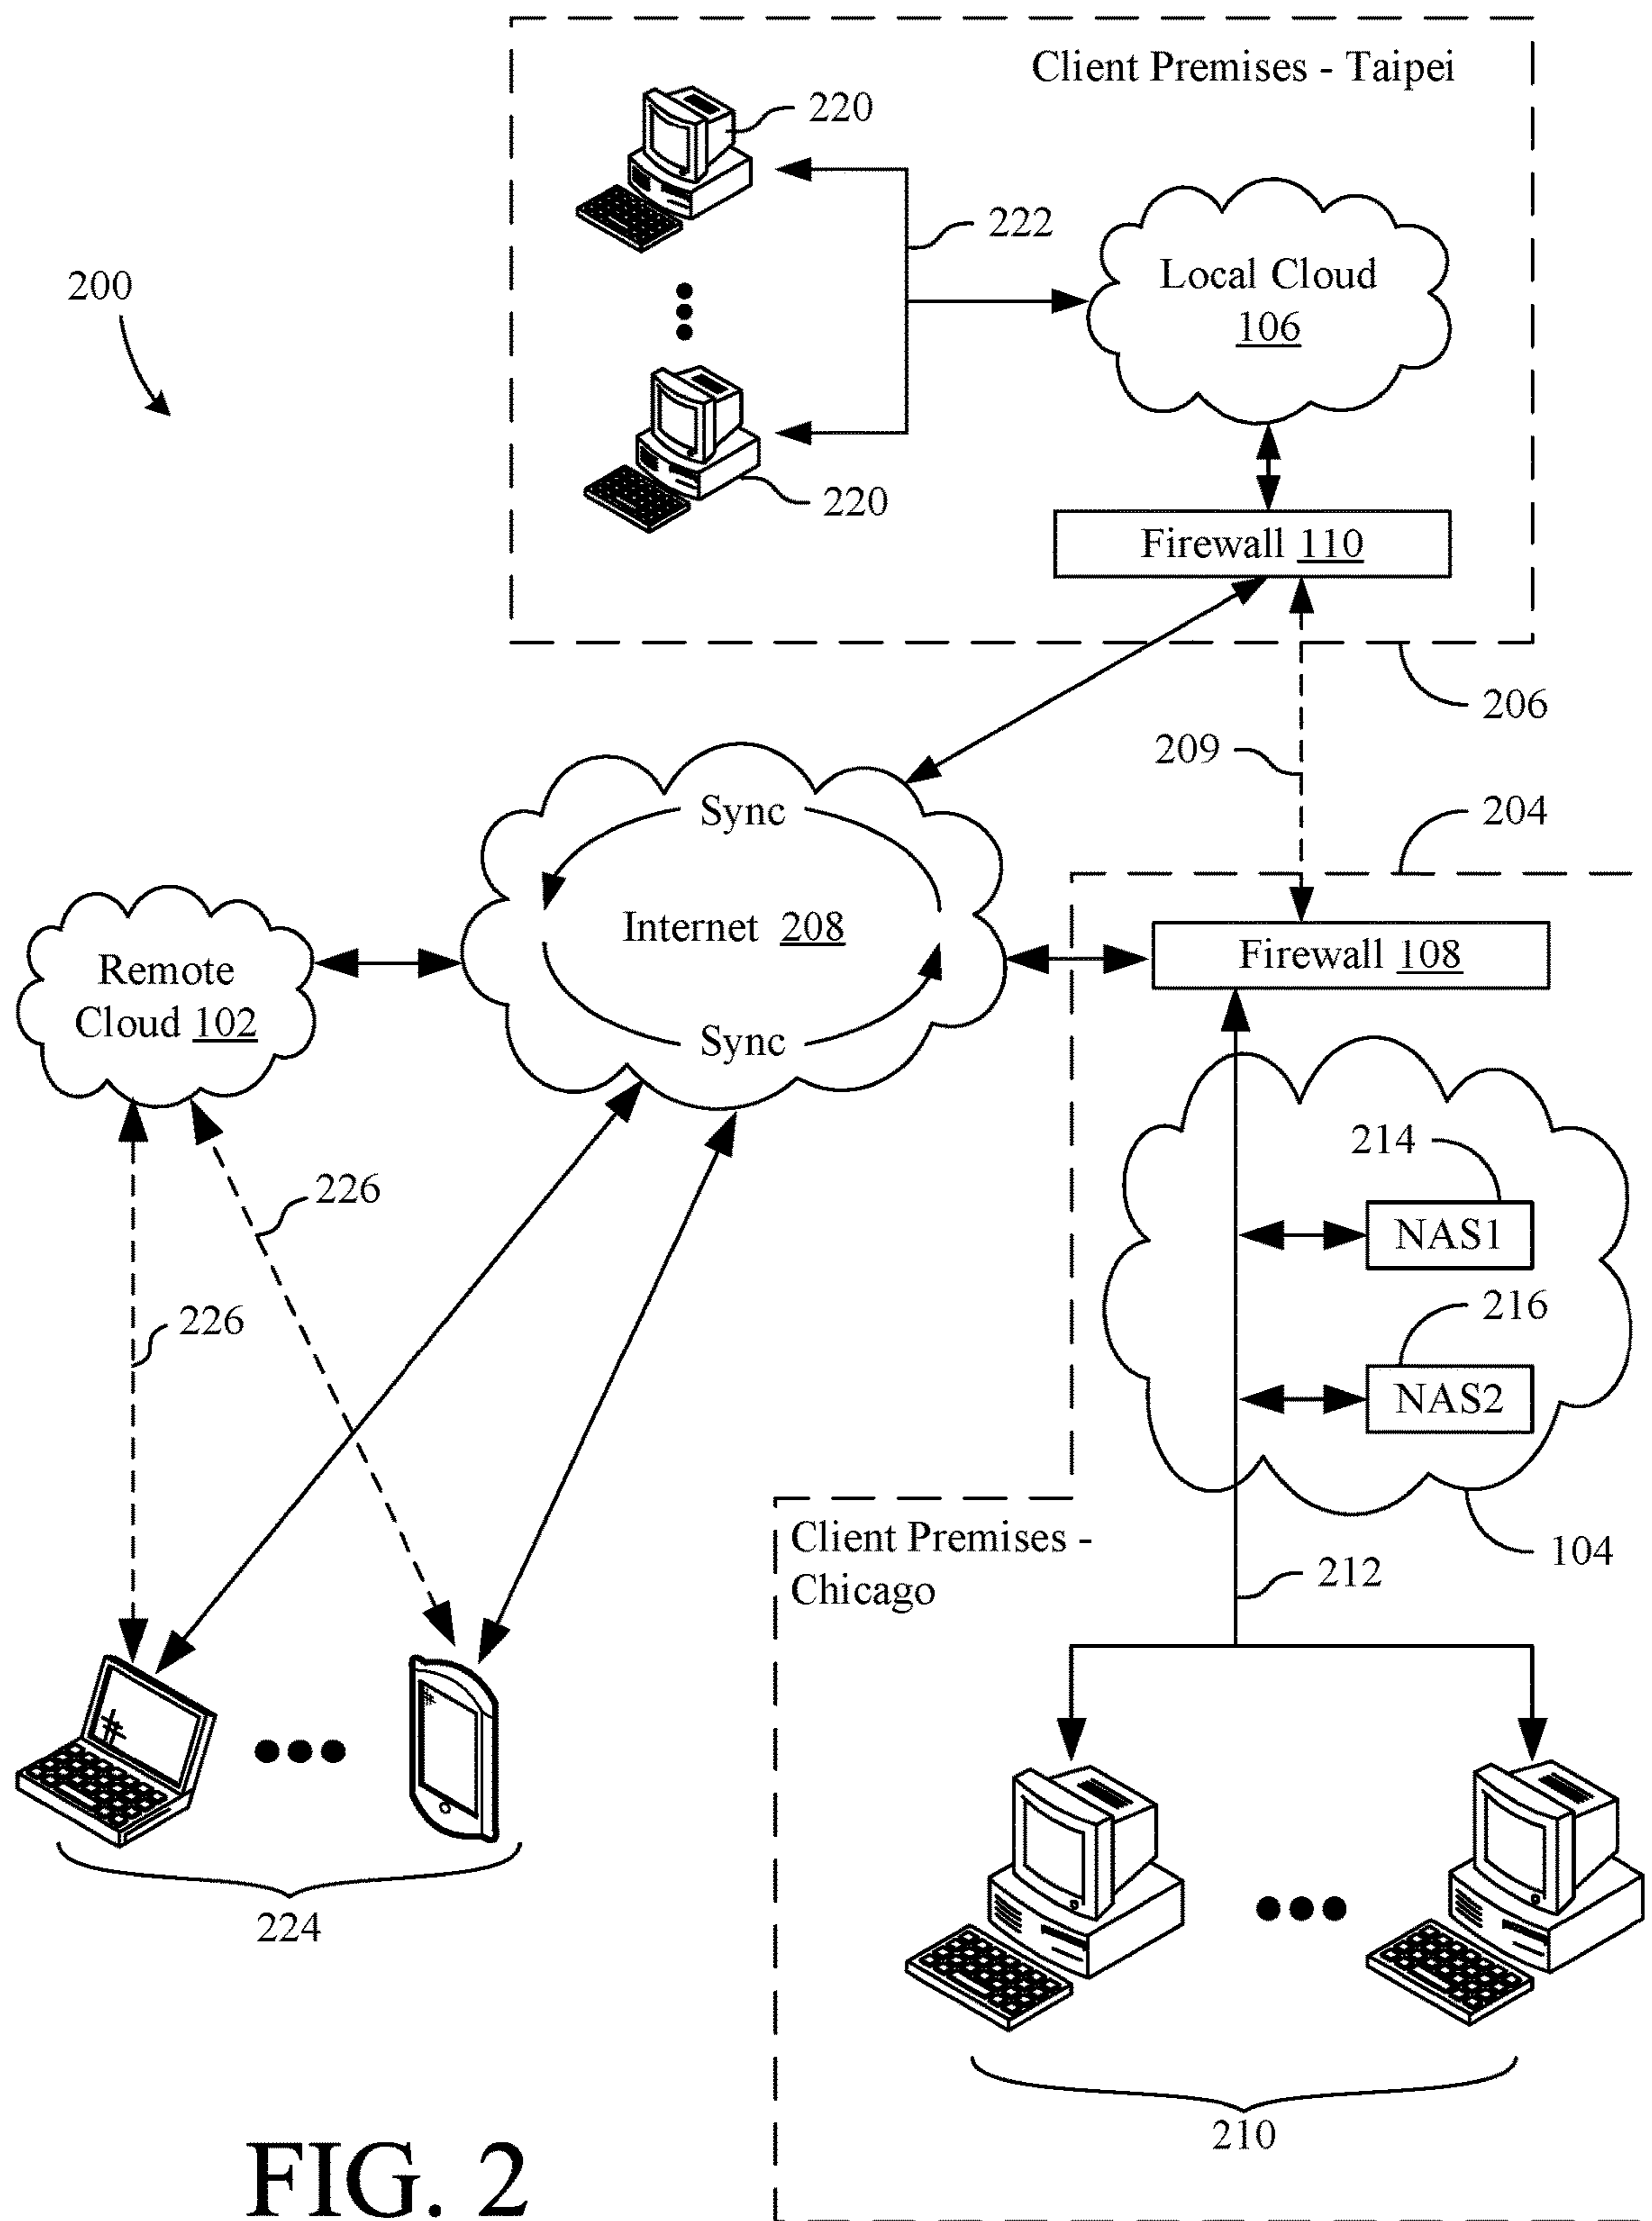 Client Premises - Taipei
220
222
Local Cloud
106
200
220
Firewall 110
206
209
204
Sync
Internet 208
Sync
Remote
Cloud 102
Firewall 108
226
226
214
NAS1
216
NAS2
104
Client Premises -
Chicago
212
224
210
FIG. 2